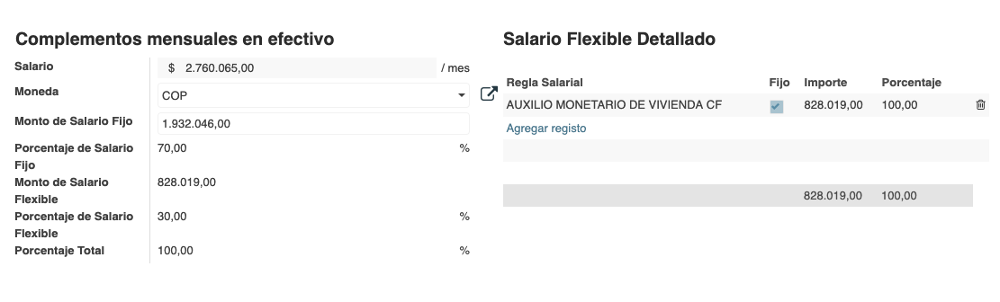 Complementos mensuales en efectivo
Salario $ 2.760.065,00 / mes
Moneda COP
Monto de Salario Fijo 1.932.046,00
Porcentaje de Salario Fijo 70,00 %
Monto de Salario Flexible 828.019,00
Porcentaje de Salario Flexible 30,00 %
Porcentaje Total 100,00 %
Salario Flexible Detallado
Regla Salarial Fijo Importe Porcentaje
AUXILIO MONETARIO DE VIVIENDA CF 828.019,00 100,00
Agregar registo
828.019,00 100,00